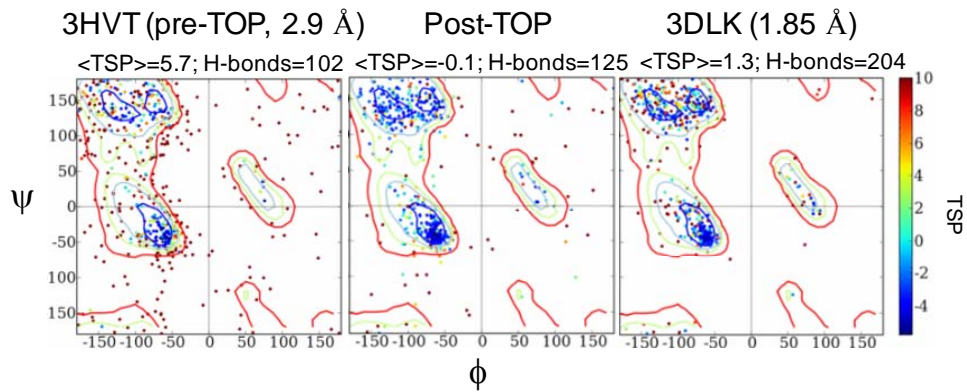 3HVT (pre-TOP, 2.9 Å) Post-TOP 3DLK (1.85 Å)
<TSP>=5.7; H-bonds=102 <TSP>=-0.1; H-bonds=125 <TSP>=1.3; H-bonds=204
150
100
50
0
-50
100
150
ψ
-150 -100 -50 0 50 100 150
-150 -100 -50 0 50 100 150
-150 -100 -50 0 50 100 150
ϕ
10
8
6
4
2
0
-2
-4
TSP